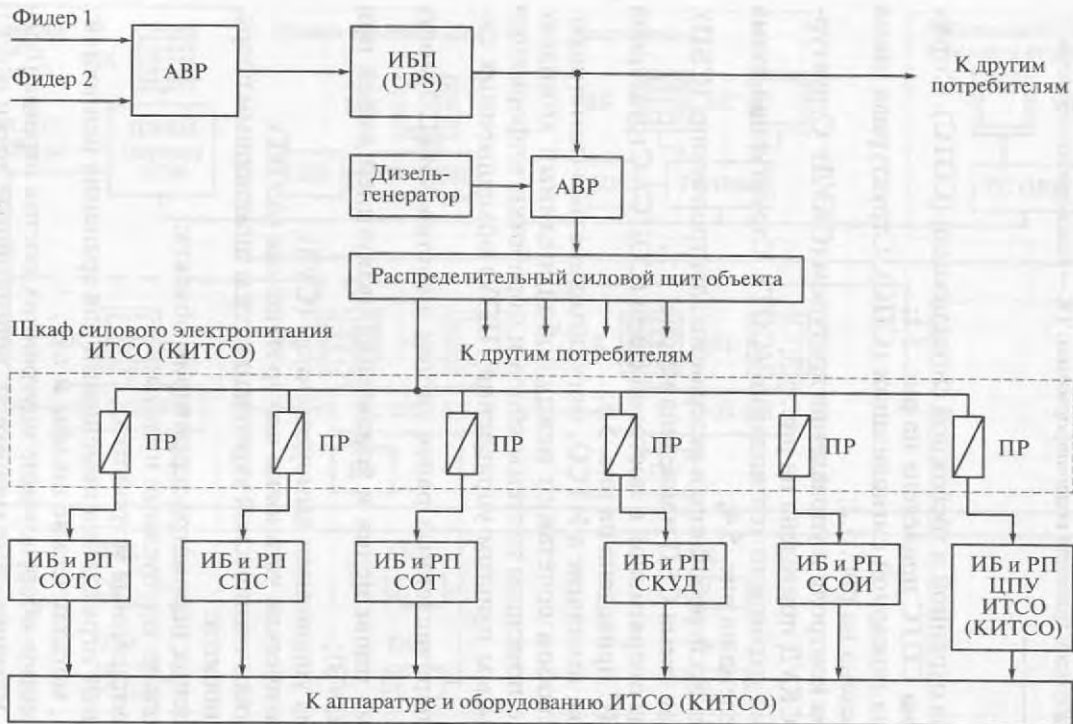 Фидер 1
Фидер 2
АВР
ИБП
(UPS)
К другим
потребителям
Дизель-
генератор
АВР
Распределительный силовой щит объекта
Шкаф силового электропитания
ИТСО (КИТСО)
К другим потребителям
ПР
ПР
ПР
ПР
ПР
ПР
ИБ и РП
СОТС
ИБ и РП
СПС
ИБ и РП
СОТ
ИБ и РП
СКУД
ИБ и РП
ССОИ
ИБ и РП
ЦПУ
ИТСО
(КИТСО)
К аппаратуре и оборудованию ИТСО (КИТСО)